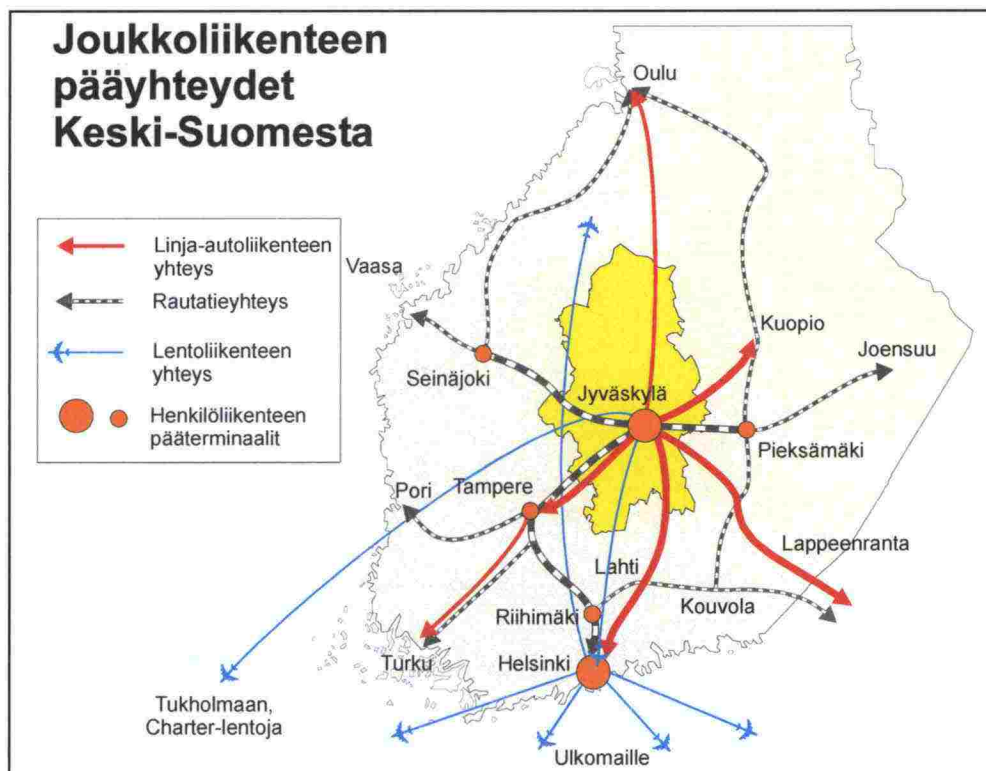 Joukkoliikenteen
pääyhteydet
Keski-Suomesta
Linja-autoliikenteen
yhteys
Rautatieyhteys
Lentoliikenteen
yhteys
Henkilöliikenteen
pääterminaalit
Oulu
Vaasa
Kuopio
Joensuu
Seinäjoki
Jyväskylä
Pieksämäki
Pori
Tampere
Lappeenranta
Lahti
Kouvola
Riihimäki
Turku
Helsinki
Tukholmaan,
Charter-lentoja
Ulkomaille